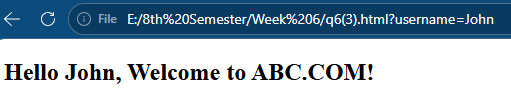 File E:/8th%20Semester/Week%206/q6(3).html?username=John
Hello John, Welcome to ABC.COM!